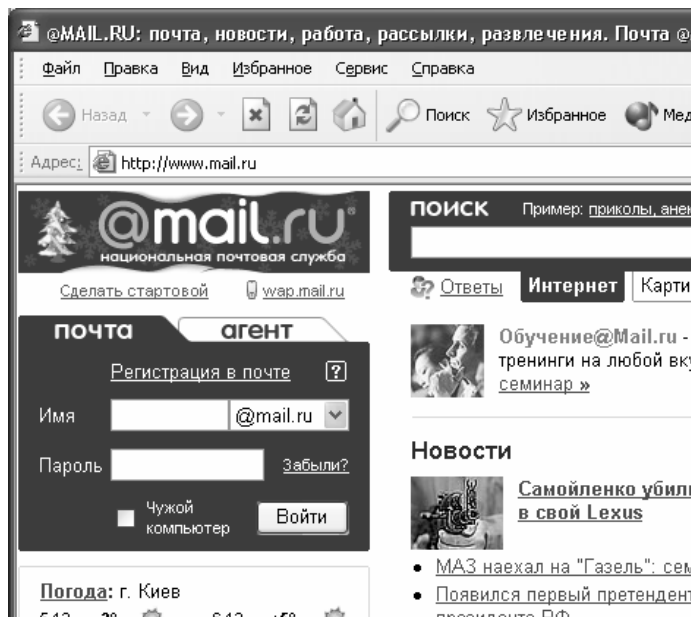 @MAIL.RU: почта, новости, работа, рассылки, развлечения. Почта @
Файл Правка Вид Избранное Сервис Справка
Назад Поиск Избранное
Адрес: http://www.mail.ru
@mail.ru®
национальная почтовая служба
Сделать стартовой wap.mail.ru
ПОИСК Пример: приколы,
Ответы Интернет
почта агент
Регистрация в почте ?
Имя @mail.ru
Пароль Забыли?
Чужой
компьютер
Войти
Погода: г. Киев
Обучение@Mail.ru -
тренинги на любой
семинар »
Новости
Самойленко
в свой Lexus
МАЗ наехал на "Газель":
Появился первый